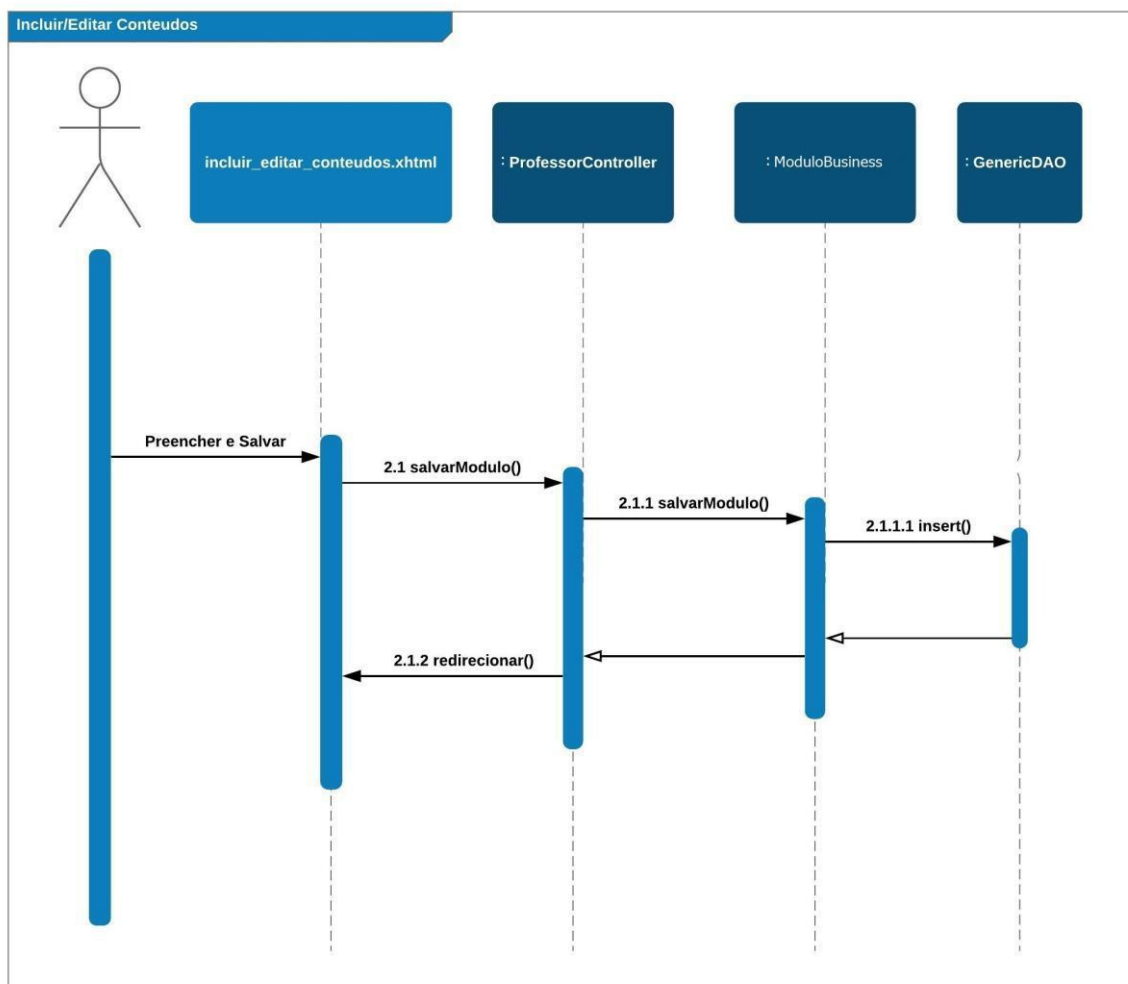 Incluir/Editar Conteudos
incluir_editar_conteudos.xhtml
: ProfessorController
: ModuloBusiness
: GenericDAO
Preencher e Salvar
2.1 salvarModulo()
2.1.1 salvarModulo()
2.1.1.1 insert()
2.1.2 redirecionar()